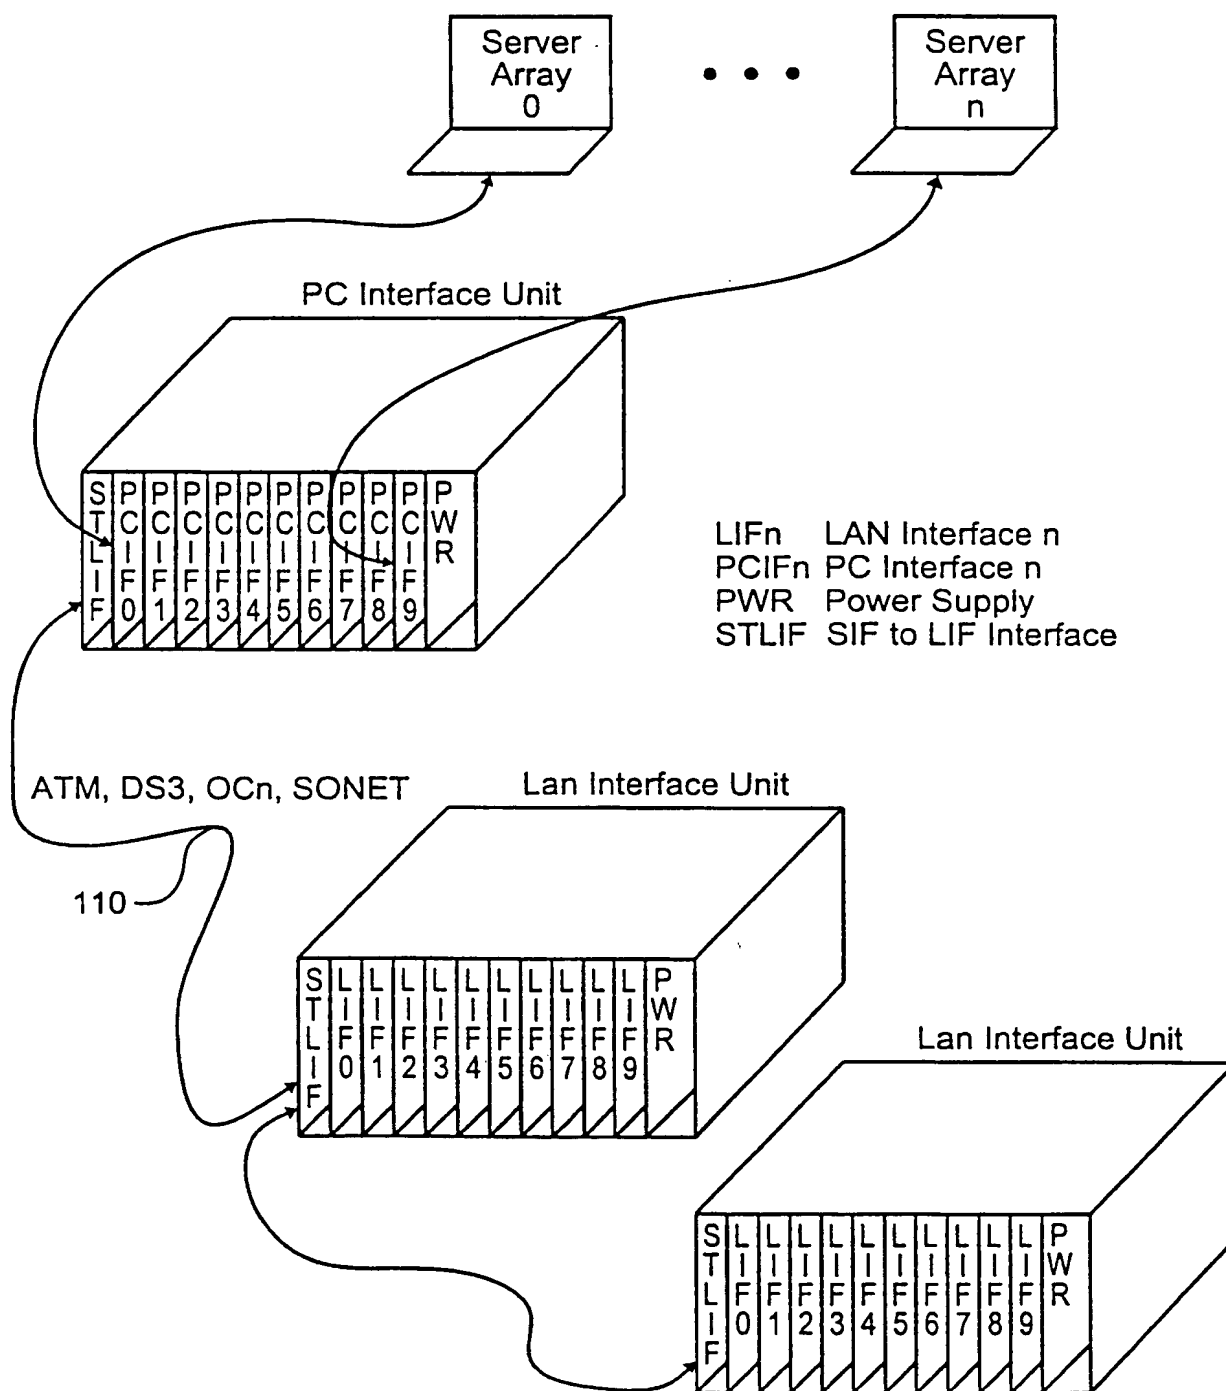 Server
Array
0
Server
Array
n
PC Interface Unit
STLIF
PCIF0
PCIF1
PCIF2
PCIF3
PCIF4
PCIF5
PCIF6
PCIF7
PCIF8
PCIF9
PWR
LIFn LAN Interface n
PCIFn PC Interface n
PWR Power Supply
STLIF SIF to LIF Interface
ATM, DS3, OCn, SONET
110
Lan Interface Unit
STLIF
LIF0
LIF1
LIF2
LIF3
LIF4
LIF5
LIF6
LIF7
LIF8
LIF9
PWR
Lan Interface Unit
STLIF
LIF0
LIF1
LIF2
LIF3
LIF4
LIF5
LIF6
LIF7
LIF8
LIF9
PWR